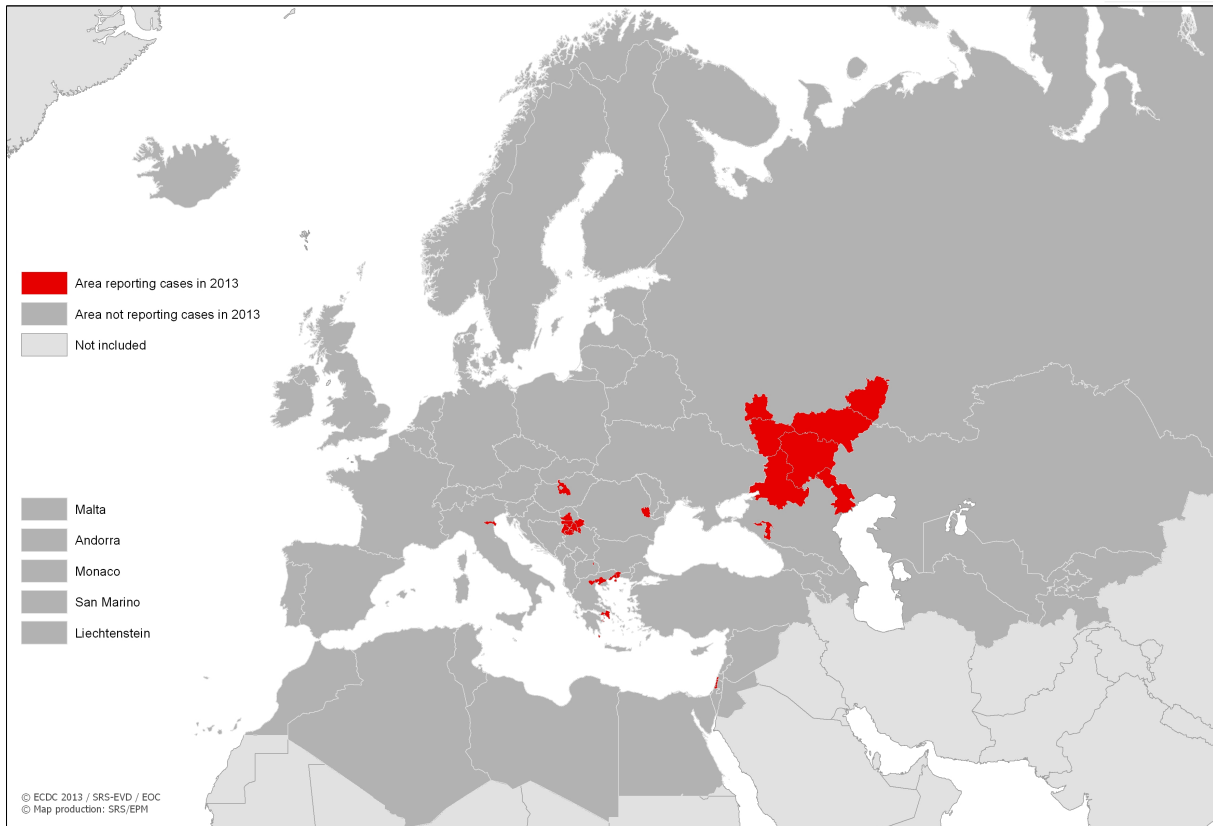 Area reporting cases in 2013
Area not reporting cases in 2013
Not included
Malta
Andorra
Monaco
San Marino
Liechtenstein
© ECDC 2013 / SRS-EVD / EOC
© Map production: SRS/EPM